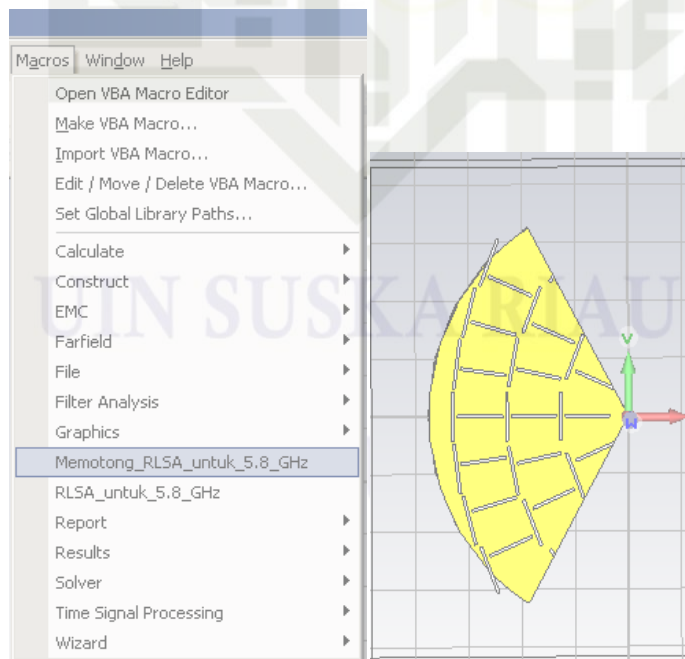 Macros Window Help
Open VBA Macro Editor
Make VBA Macro...
Import VBA Macro...
Edit / Move / Delete VBA Macro...
Set Global Library Paths...
Calculate
Construct
EMC
Farfield
File
Filter Analysis
Graphics
Memotong_RLSA_untuk_5.8_GHz
RLSA_untuk_5.8_GHz
Report
Results
Solver
Time Signal Processing
Wizard
UIN SUSKA RIAU
v
w